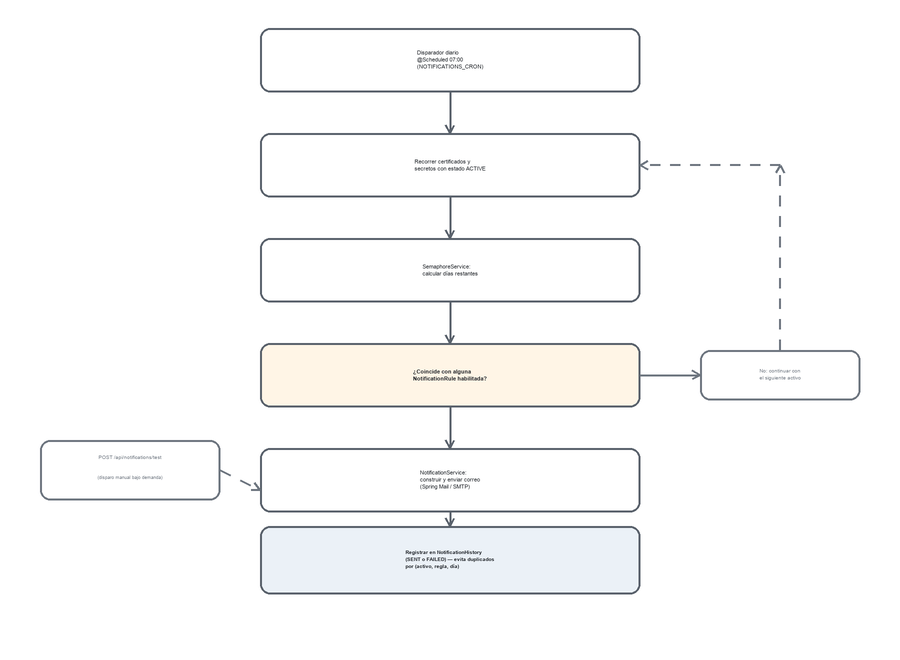 Disparador diario
@Scheduled 07:00
(NOTIFICATIONS_CRON)
Recorrer certificados y
secretos con estado ACTIVE
SemaphoreService:
calcular días restantes
¿Coincide con alguna
NotificationRule habilitada?
No: continuar con
el siguiente activo
POST /api/notifications/test
(disparo manual bajo demanda)
NotificationService:
construir y enviar correo
(Spring Mail / SMTP)
Registrar en NotificationHistory
(SENT o FAILED) — evita duplicados
por (activo, regla, día)